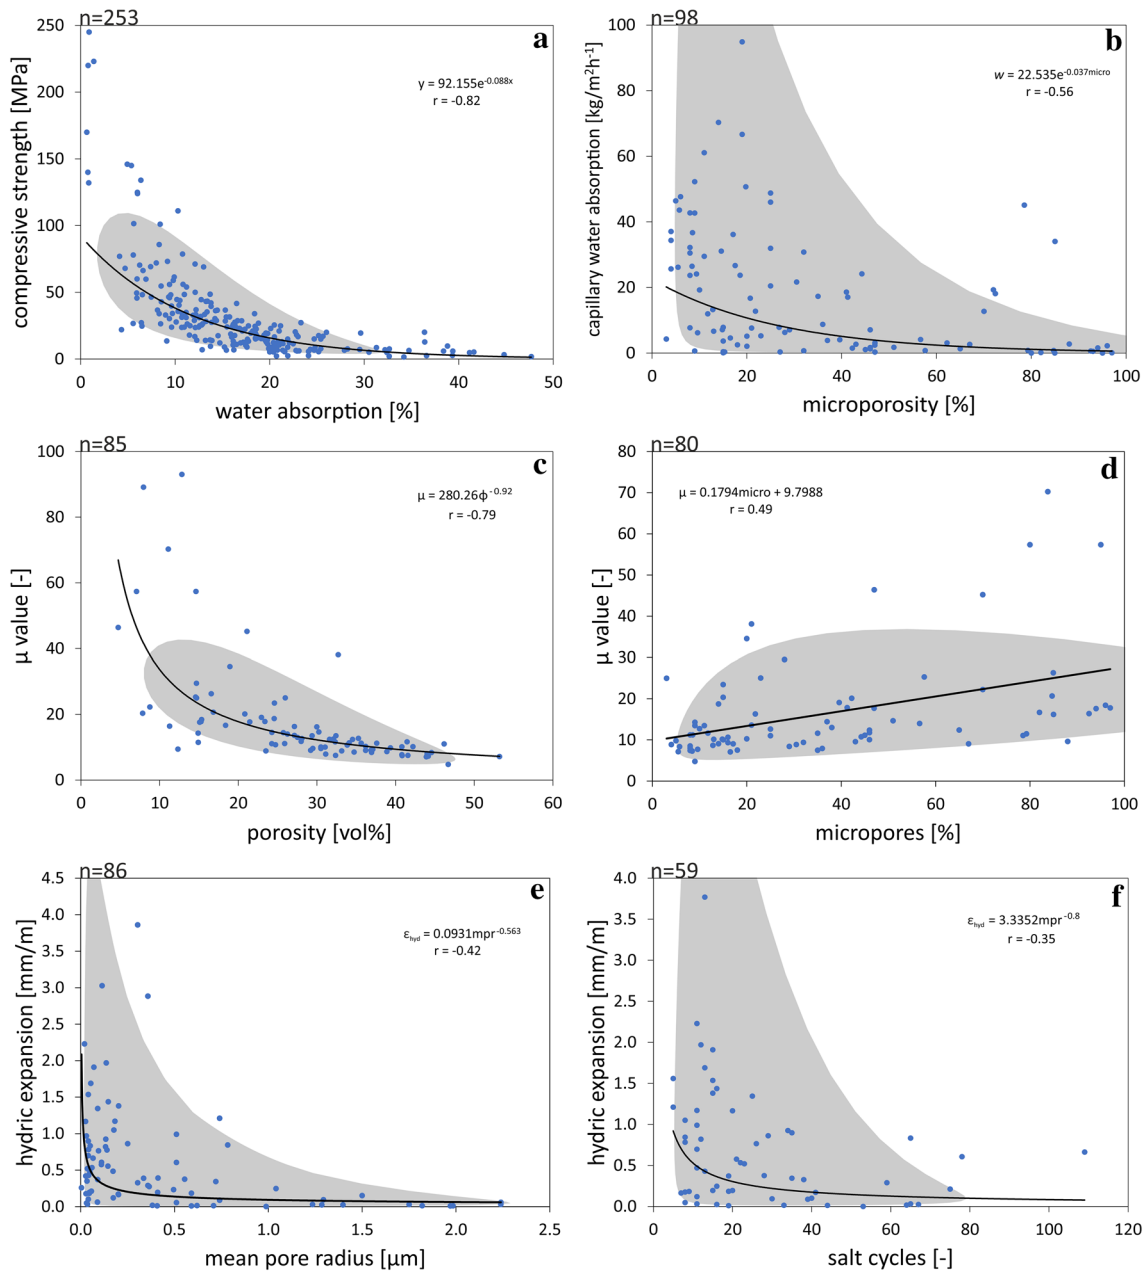 n=253
a
y = 92.155e-0.088x
r = -0.82
compressive strength [MPa]
250
200
150
100
50
0
0 10 20 30 40 50
water absorption [%]
n=98
b
w = 22.535e-0.037micro
r = -0.56
capillary water absorption [kg/m²h-1]
100
80
60
40
20
0
0 20 40 60 80 100
microporosity [%]
n=85
c
μ = 280.26ϕ-0.92
r = -0.79
μ value [-]
100
80
60
40
20
0
0 10 20 30 40 50 60
porosity [vol%]
n=80
d
μ = 0.1794micro + 9.7988
r = 0.49
μ value [-]
80
70
60
50
40
30
20
10
0
0 20 40 60 80 100
micropores [%]
n=86
e
εhyd = 0.0931mpr-0.563
r = -0.42
hydric expansion [mm/m]
4.5
4.0
3.5
3.0
2.5
2.0
1.5
1.0
0.5
0.0
0.0 0.5 1.0 1.5 2.0 2.5
mean pore radius [μm]
n=59
f
εhyd = 3.3352mpr-0.8
r = -0.35
hydric expansion [mm/m]
4.0
3.5
3.0
2.5
2.0
1.5
1.0
0.5
0.0
0 20 40 60 80 100 120
salt cycles [-]